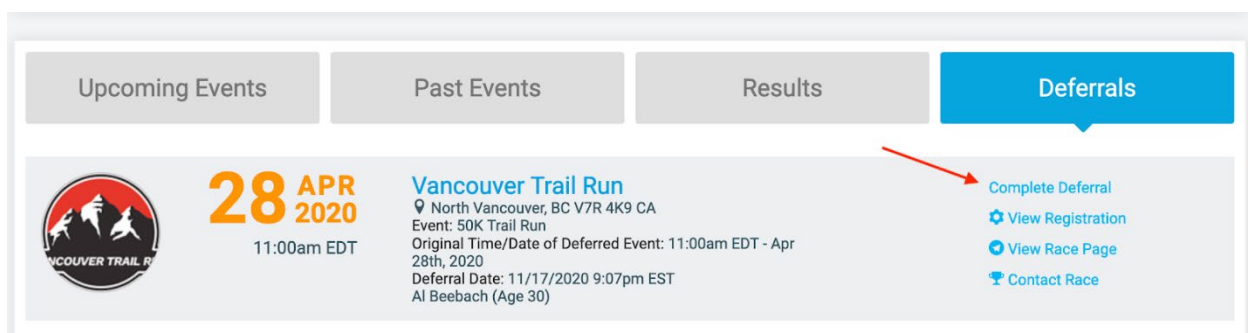 Upcoming Events
Past Events
Results
Deferrals
28 APR
2020
11:00am EDT
Vancouver Trail Run
North Vancouver, BC V7R 4K9 CA
Event: 50K Trail Run
Original Time/Date of Deferred Event: 11:00am EDT - Apr
28th, 2020
Deferral Date: 11/17/2020 9:07pm EST
Al Beebach (Age 30)
Complete Deferral
View Registration
View Race Page
Contact Race
NCOUVER TRAIL R